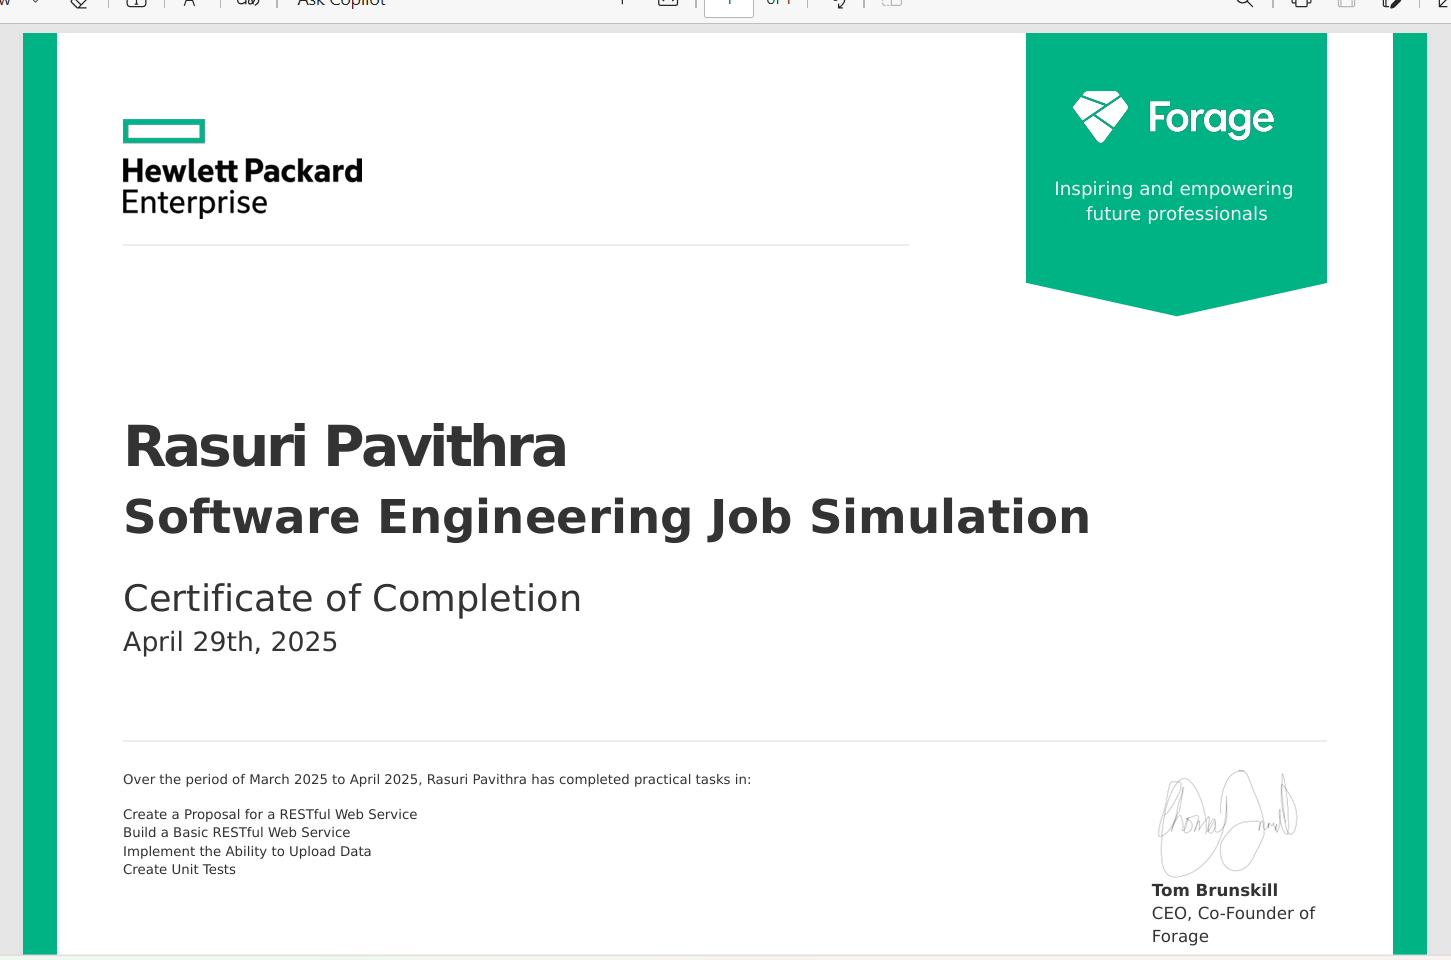 Ask Copilot
Hewlett Packard
Enterprise
Forage
Inspiring and empowering
future professionals
Rasuri Pavithra
Software Engineering Job Simulation
Certificate of Completion
April 29th, 2025
Over the period of March 2025 to April 2025, Rasuri Pavithra has completed practical tasks in:
Create a Proposal for a RESTful Web Service
Build a Basic RESTful Web Service
Implement the Ability to Upload Data
Create Unit Tests
Tom Brunskill
CEO, Co-Founder of
Forage